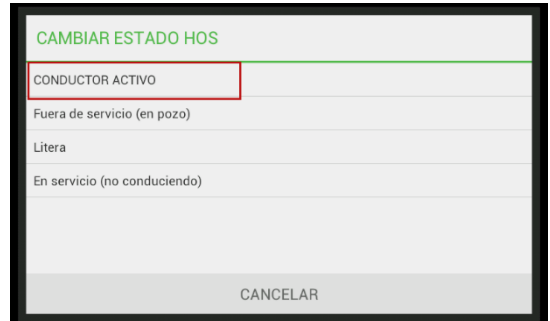 CAMBIAR ESTADO HOS
CONDUCTOR ACTIVO
Fuera de servicio (en pozo)
Litera
En servicio (no conduciendo)
CANCELAR